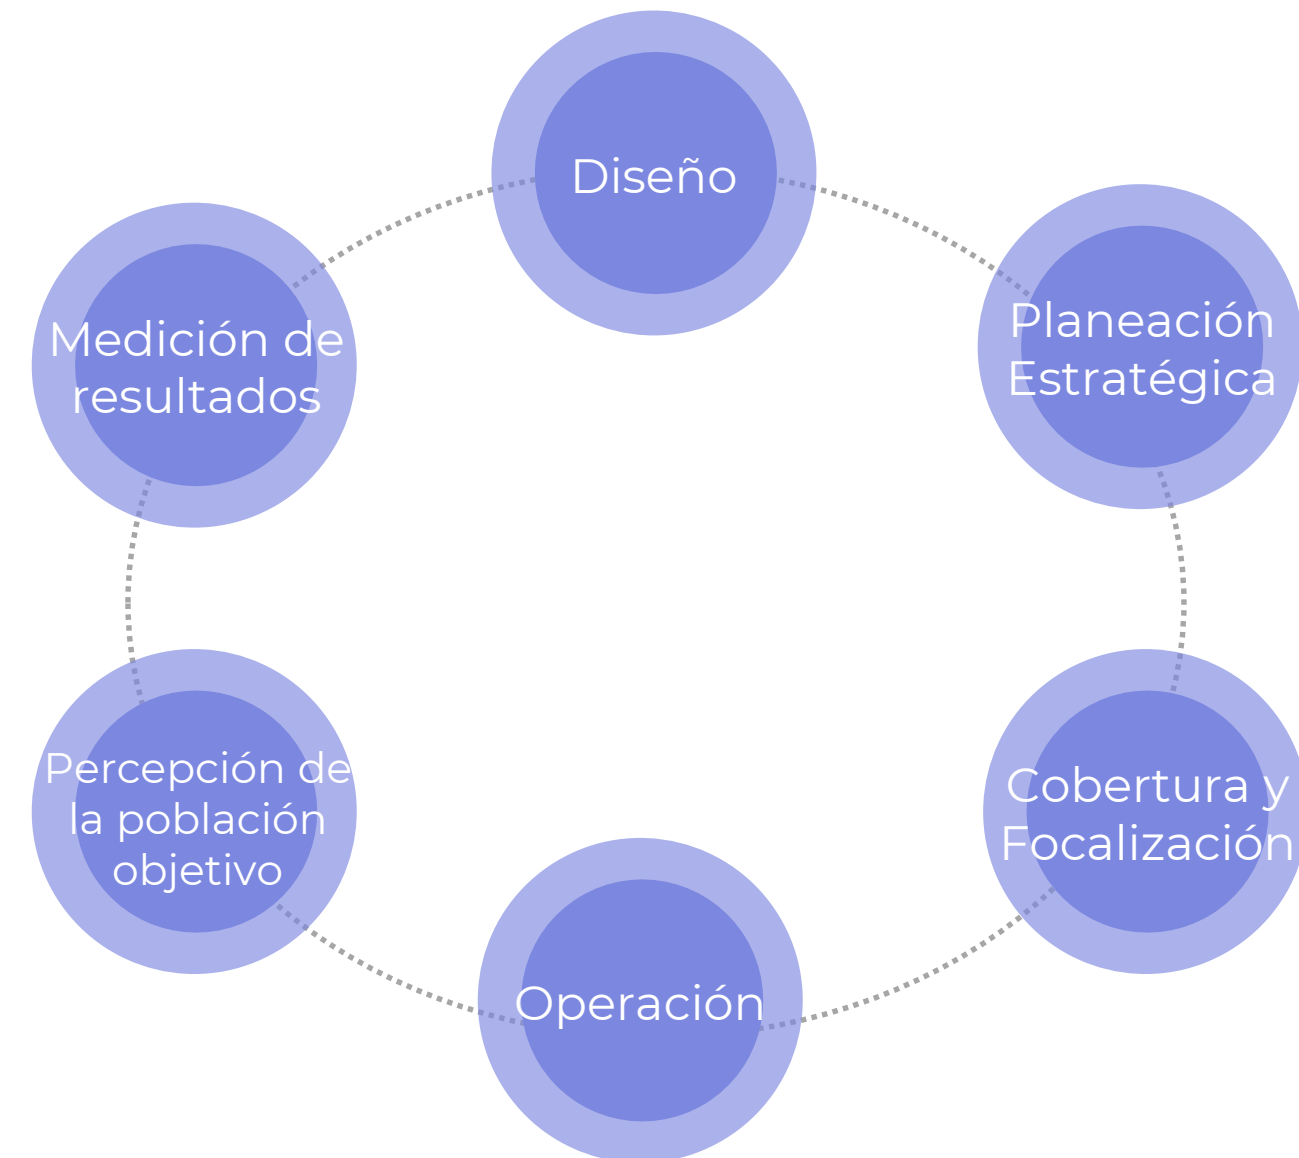 Diseño
Planeación
Estratégica
Cobertura y
Focalización
Operación
Percepción de
la población
objetivo
Medición de
resultados